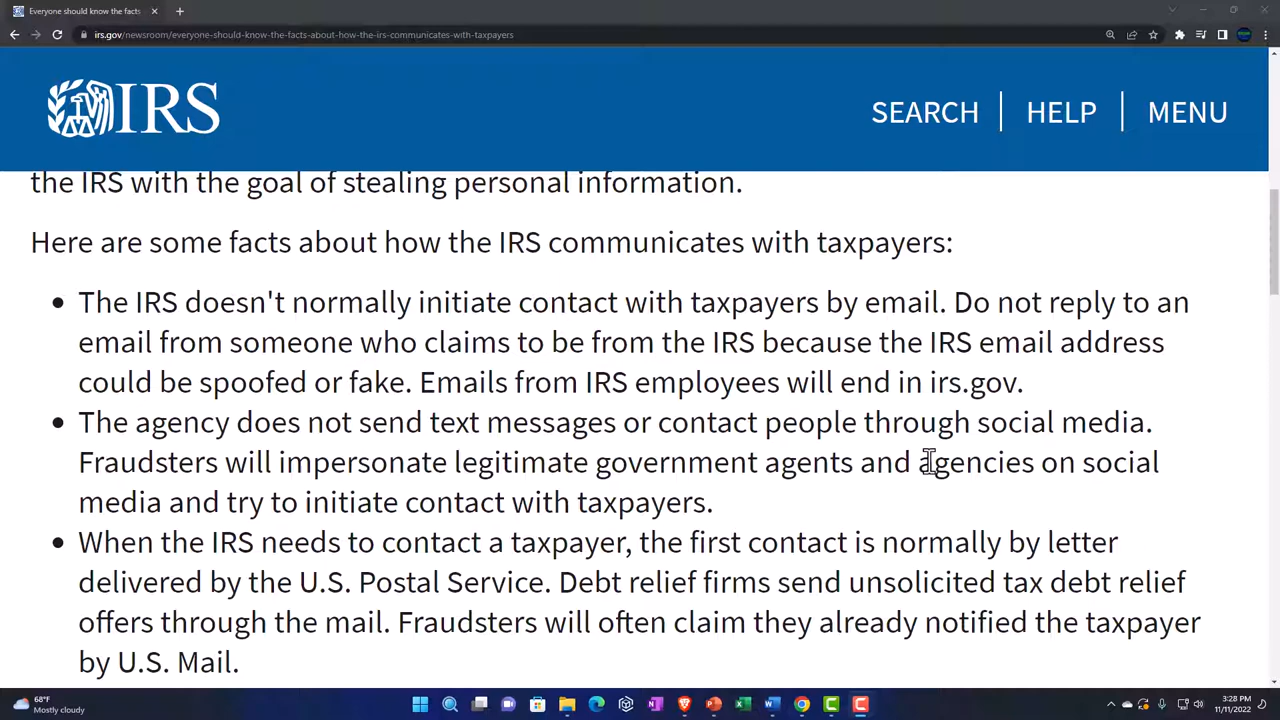 Everyone should know the facts
irs.gov/newsroom/everyone-should-know-the-facts-about-how-the-irs-communicates-with-taxpayers
IRS
SEARCH
HELP
MENU
the IRS with the goal of stealing personal information.
Here are some facts about how the IRS communicates with taxpayers:
• The IRS doesn't normally initiate contact with taxpayers by email. Do not reply to an
email from someone who claims to be from the IRS because the IRS email address
could be spoofed or fake. Emails from IRS employees will end in irs.gov.
• The agency does not send text messages or contact people through social media.
Fraudsters will impersonate legitimate government agents and agencies on social
media and try to initiate contact with taxpayers.
• When the IRS needs to contact a taxpayer, the first contact is normally by letter
delivered by the U.S. Postal Service. Debt relief firms send unsolicited tax debt relief
offers through the mail. Fraudsters will often claim they already notified the taxpayer
by U.S. Mail.
68°F
Mostly cloudy
3:28 PM
11/11/2022